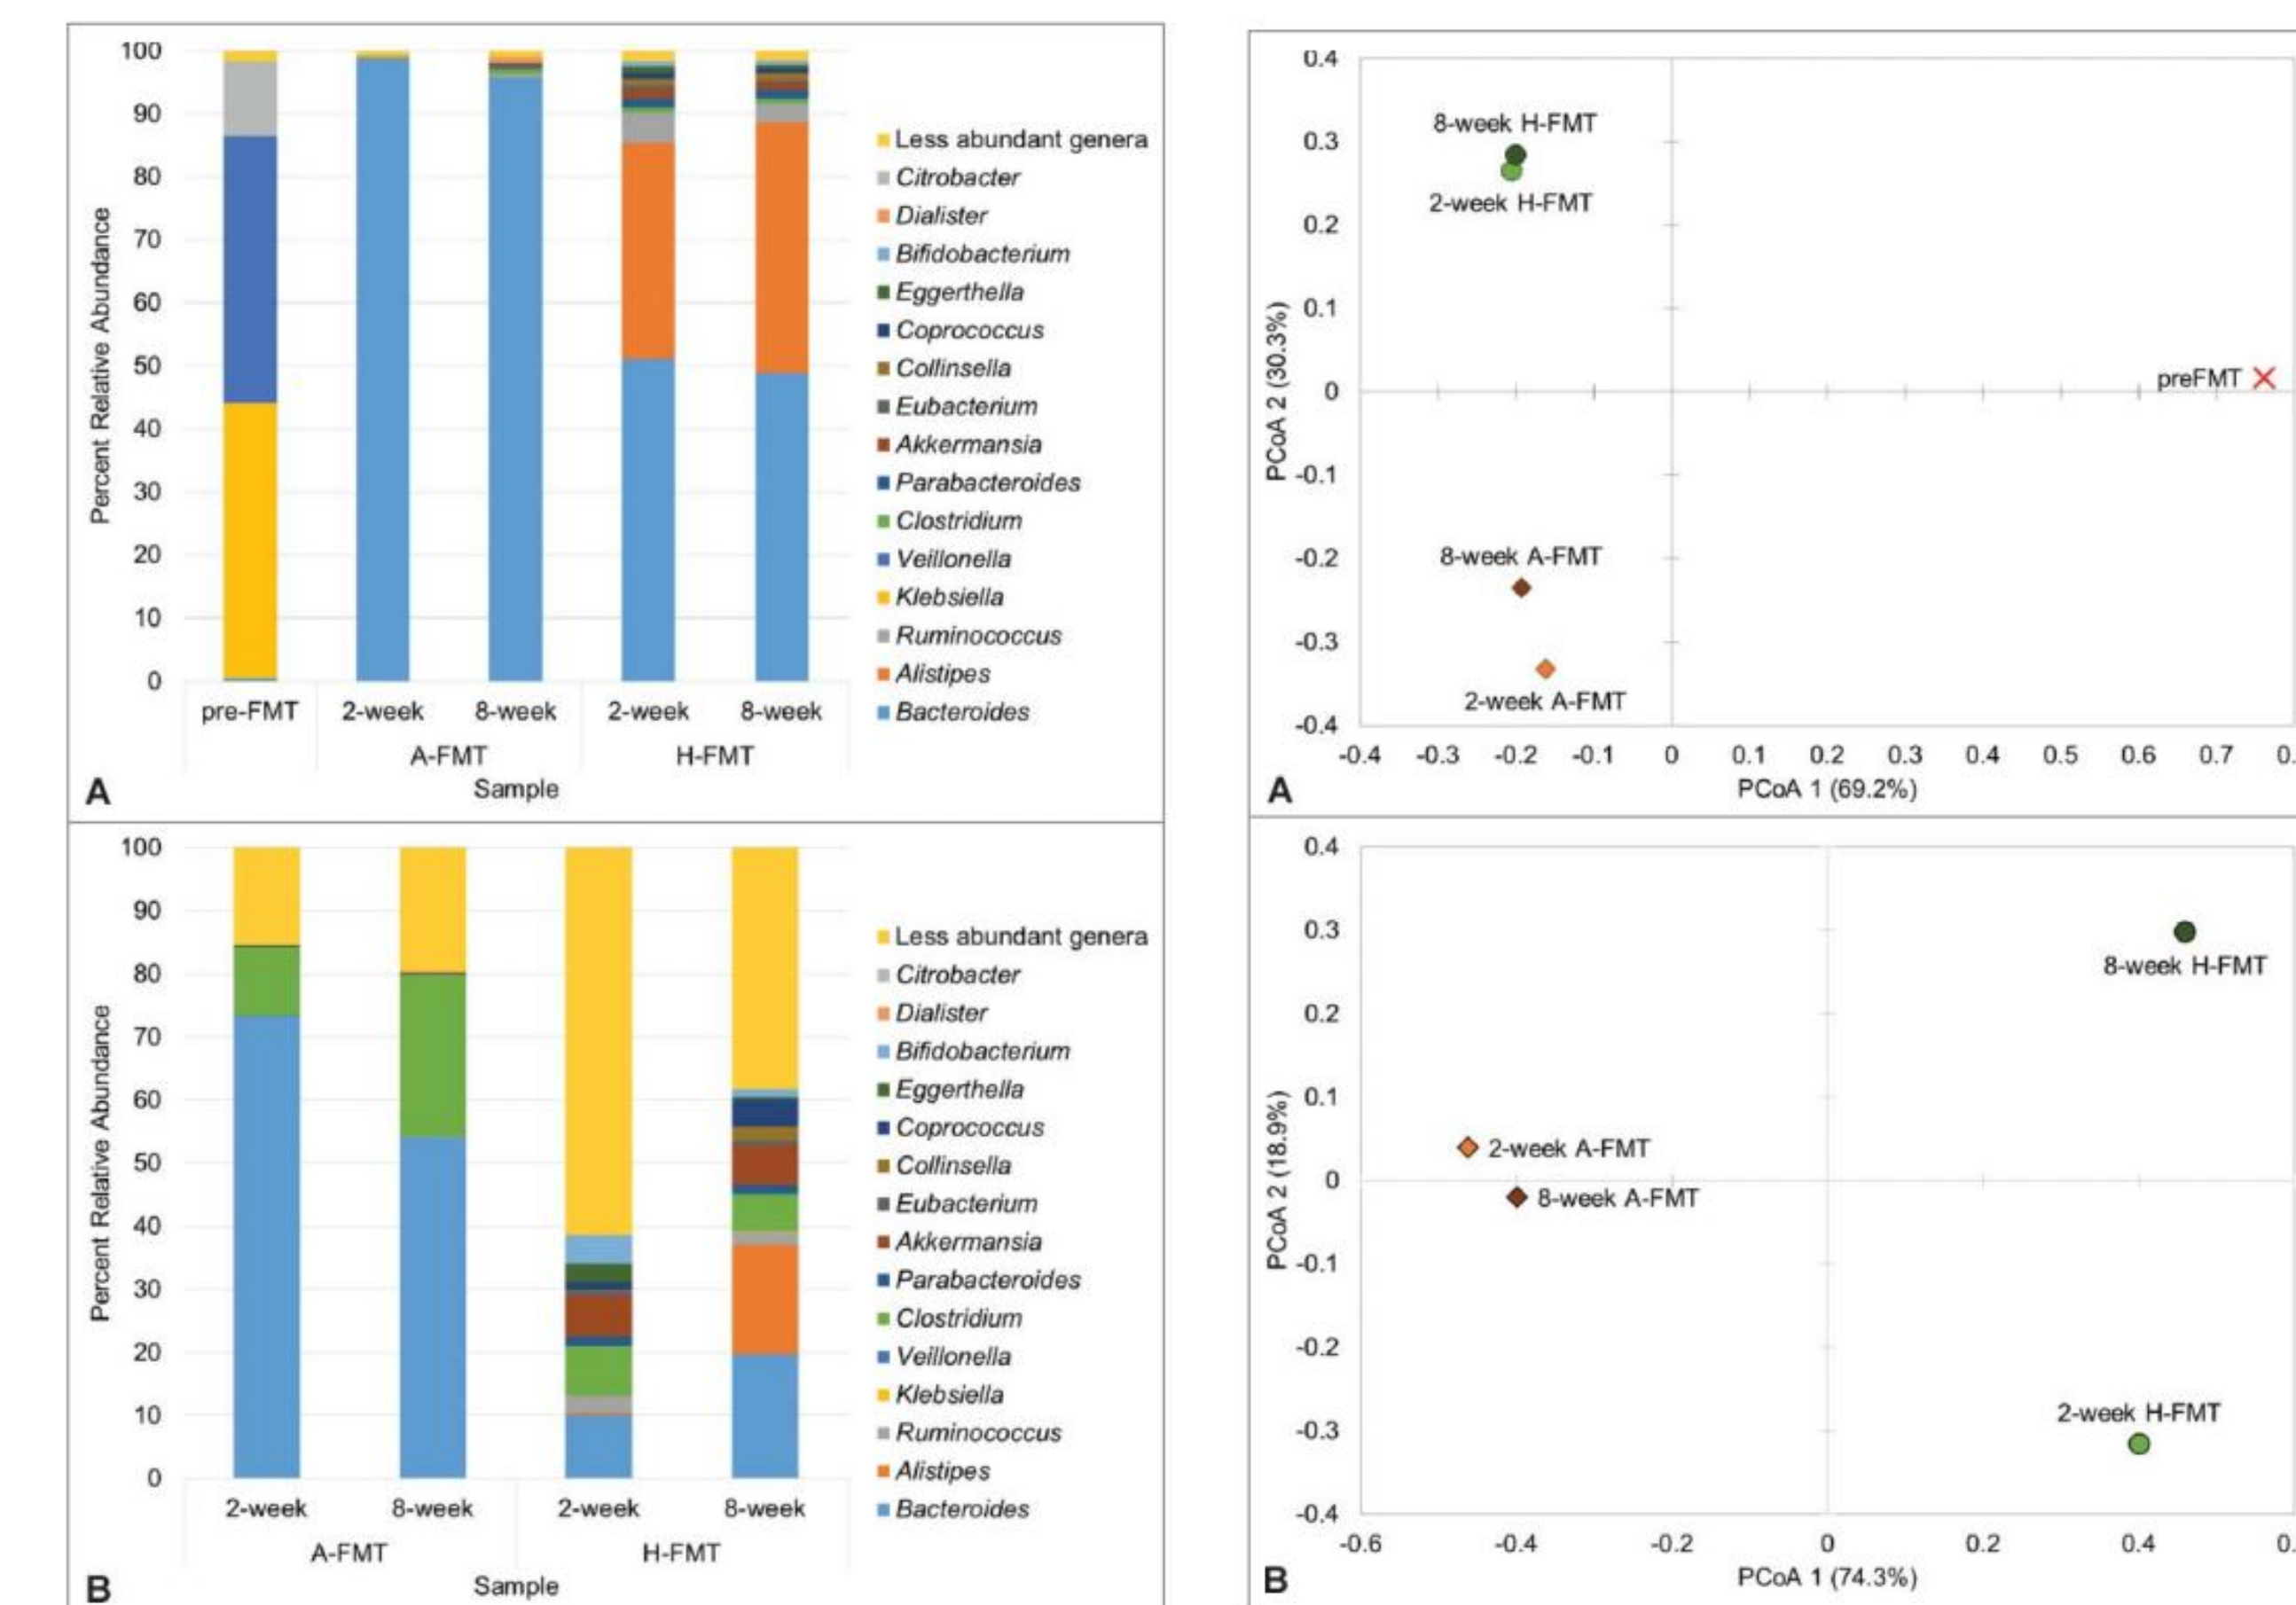 100
90
80
70
60
50
40
30
20
10
0
Percent Relative Abundance
pre-FMT 2-week 8-week 2-week 8-week
A-FMT H-FMT
Sample
A
Less abundant genera
Citrobacter
Dialister
Bifidobacterium
Eggerthella
Coprococcus
Collinsella
Eubacterium
Akkermansia
Parabacteroides
Clostridium
Veillonella
Klebsiella
Ruminococcus
Alistipes
Bacteroides
0.4
0.3
0.2
0.1
0
-0.1
-0.2
-0.3
-0.4
PCoA 2 (30.3%)
8-week H-FMT
2-week H-FMT
preFMT
8-week A-FMT
2-week A-FMT
-0.4 -0.3 -0.2 -0.1 0 0.1 0.2 0.3 0.4 0.5 0.6 0.7 0.
PCoA 1 (69.2%)
A
100
90
80
70
60
50
40
30
20
10
0
Percent Relative Abundance
2-week 8-week 2-week 8-week
A-FMT H-FMT
Sample
B
Less abundant genera
Citrobacter
Dialister
Bifidobacterium
Eggerthella
Coprococcus
Collinsella
Eubacterium
Akkermansia
Parabacteroides
Clostridium
Veillonella
Klebsiella
Ruminococcus
Alistipes
Bacteroides
0.4
0.3
0.2
0.1
0
-0.1
-0.2
-0.3
-0.4
PCoA 2 (18.9%)
8-week H-FMT
2-week A-FMT
8-week A-FMT
2-week H-FMT
-0.6 -0.4 -0.2 0 0.2 0.4 0.
PCoA 1 (74.3%)
B